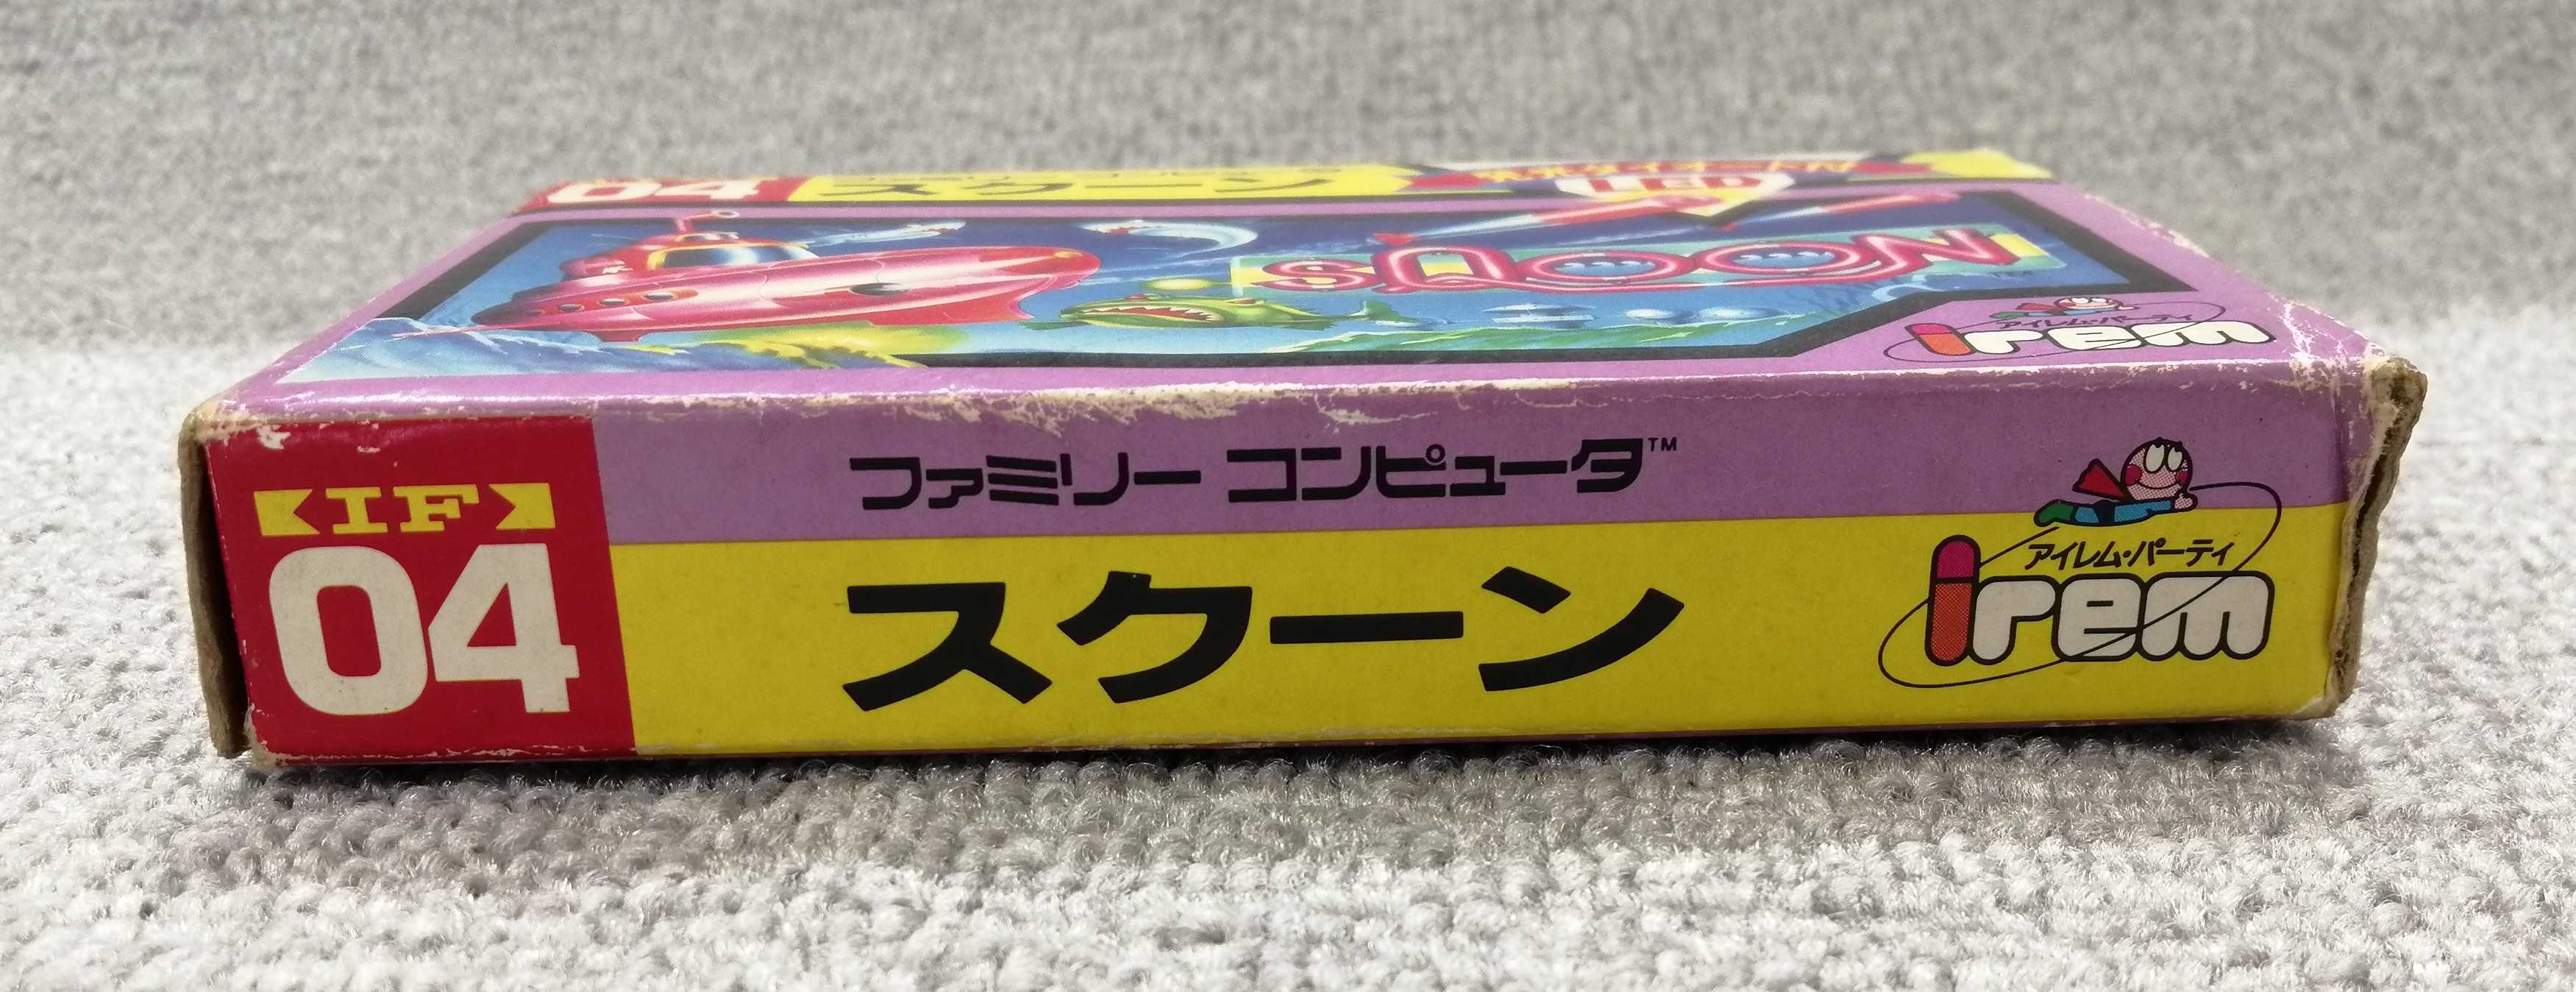 04
スクーン
LED
SQOON™
アイレム・パーティ
irem
ファミリー コンピュータ™
IF
04
スクーン
アイレム・パーティ
irem